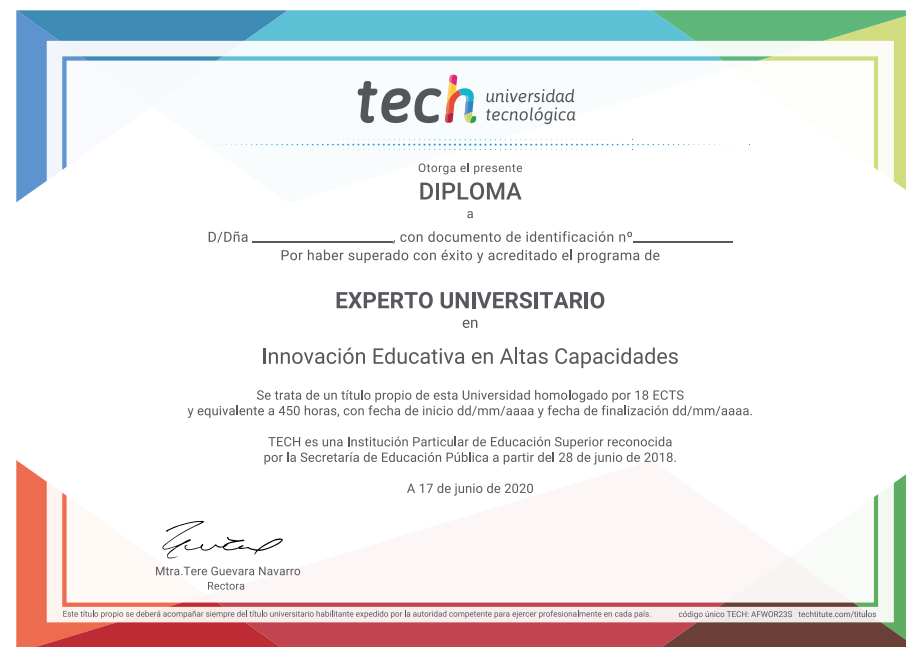 tech universidad
tecnológica
Otorga el presente
DIPLOMA
a
D/Dña ____________________, con documento de identificación nº______________
Por haber superado con éxito y acreditado el programa de
EXPERTO UNIVERSITARIO
en
Innovación Educativa en Altas Capacidades
Se trata de un título propio de esta Universidad homologado por 18 ECTS
y equivalente a 450 horas, con fecha de inicio dd/mm/aaaa y fecha de finalización dd/mm/aaaa.
TECH es una Institución Particular de Educación Superior reconocida
por la Secretaría de Educación Pública a partir del 28 de junio de 2018.
A 17 de junio de 2020
Mtra.Tere Guevara Navarro
Rectora
Este título propio se deberá acompañar siempre del título universitario habilitante expedido por la autoridad competente para ejercer profesionalmente en cada país. código único TECH: AFWOR23S techtitute.com/titulos